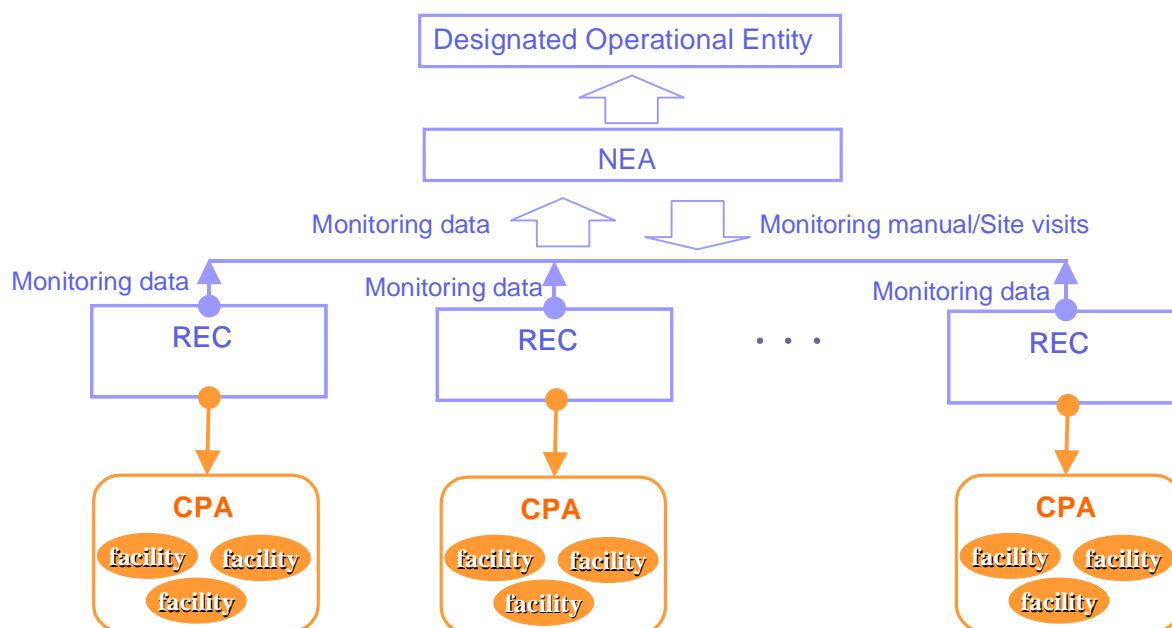 Designated Operational Entity
NEA
Monitoring data
Monitoring manual/Site visits
Monitoring data
Monitoring data
Monitoring data
REC
REC
. . .
REC
CPA
CPA
CPA
facility
facility
facility
facility
facility
facility
facility
facility
facility